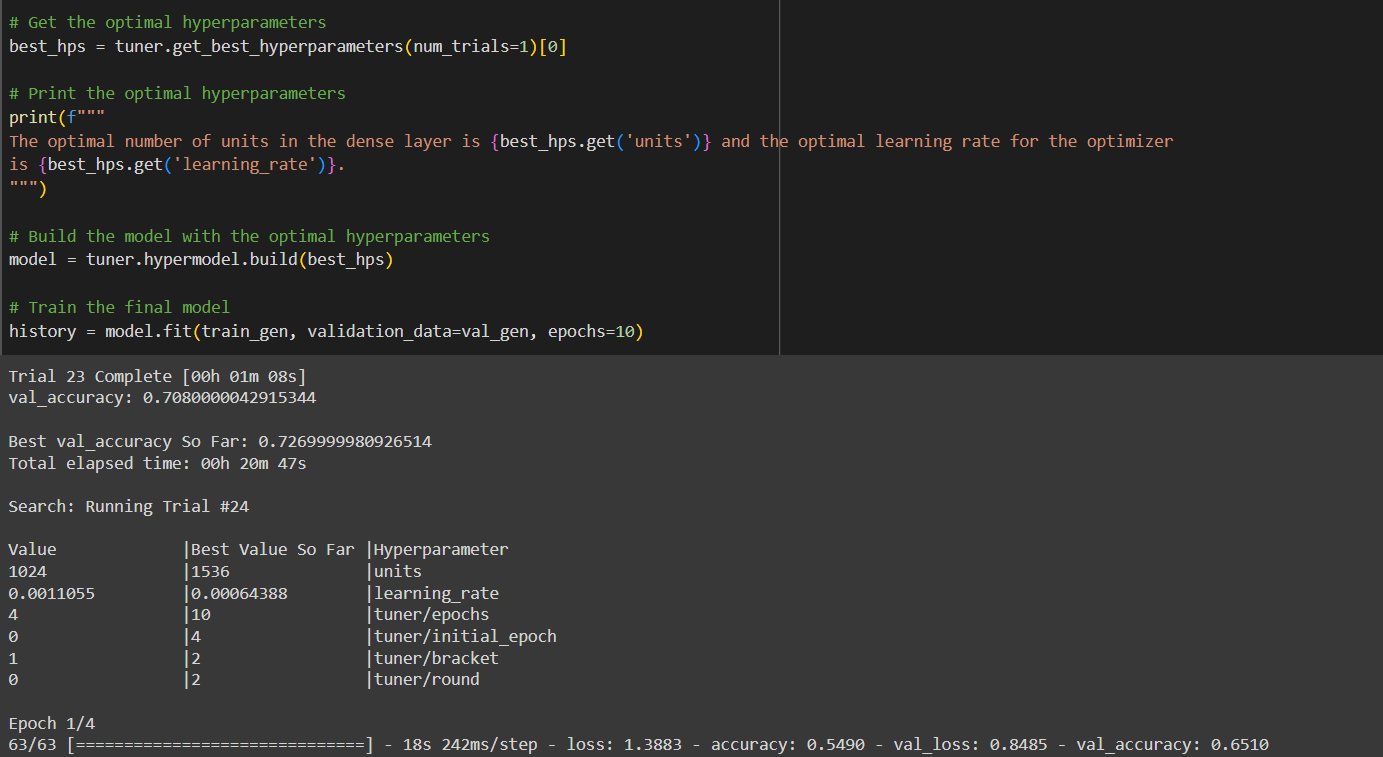 # Get the optimal hyperparameters
best_hps = tuner.get_best_hyperparameters(num_trials=1)[0]
# Print the optimal hyperparameters
print(f"""
The optimal number of units in the dense layer is {best_hps.get('units')} and the optimal learning rate for the optimizer
is {best_hps.get('learning_rate')}.
""")
# Build the model with the optimal hyperparameters
model = tuner.hypermodel.build(best_hps)
# Train the final model
history = model.fit(train_gen, validation_data=val_gen, epochs=10)
Trial 23 Complete [00h 01m 08s]
val_accuracy: 0.7080000042915344
Best val_accuracy So Far: 0.7269999980926514
Total elapsed time: 00h 20m 47s
Search: Running Trial #24
Value             |Best Value So Far |Hyperparameter
1024              |1536              |units
0.0011055         |0.00064388        |learning_rate
4                 |10                |tuner/epochs
0                 |4                 |tuner/initial_epoch
1                 |2                 |tuner/bracket
0                 |2                 |tuner/round
Epoch 1/4
63/63 [==============================] - 18s 242ms/step - loss: 1.3883 - accuracy: 0.5490 - val_loss: 0.8485 - val_accuracy: 0.6510